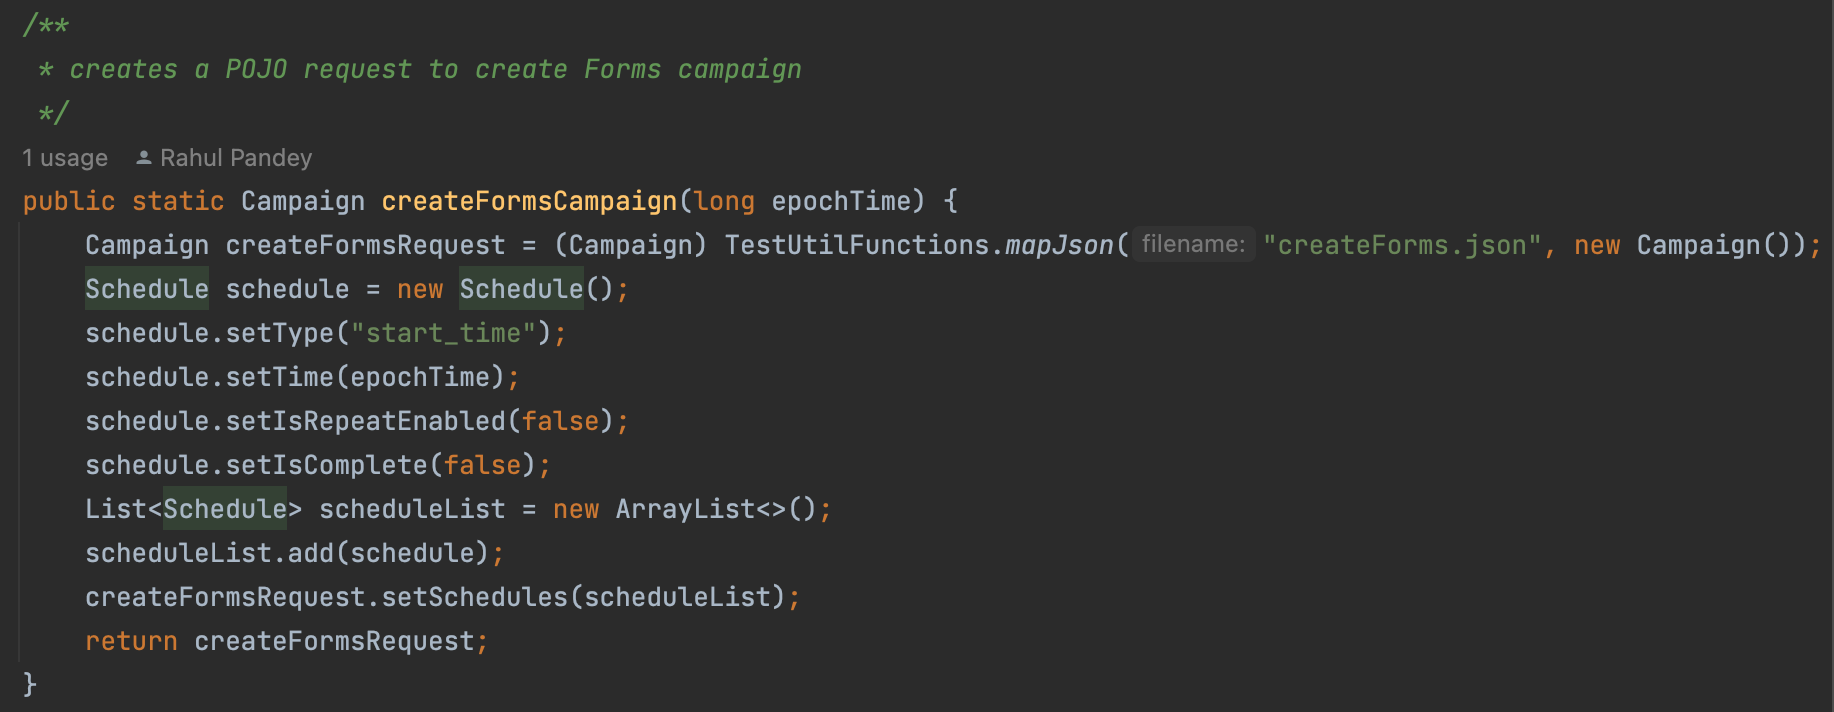 /**
 * creates a POJO request to create Forms campaign
 */
1 usage Rahul Pandey
public static Campaign createFormsCampaign(long epochTime) {
    Campaign createFormsRequest = (Campaign) TestUtilFunctions.mapJson( filename: "createForms.json", new Campaign());
    Schedule schedule = new Schedule();
    schedule.setType("start_time");
    schedule.setTime(epochTime);
    schedule.setIsRepeatEnabled(false);
    schedule.setIsComplete(false);
    List<Schedule> scheduleList = new ArrayList<>();
    scheduleList.add(schedule);
    createFormsRequest.setSchedules(scheduleList);
    return createFormsRequest;
}